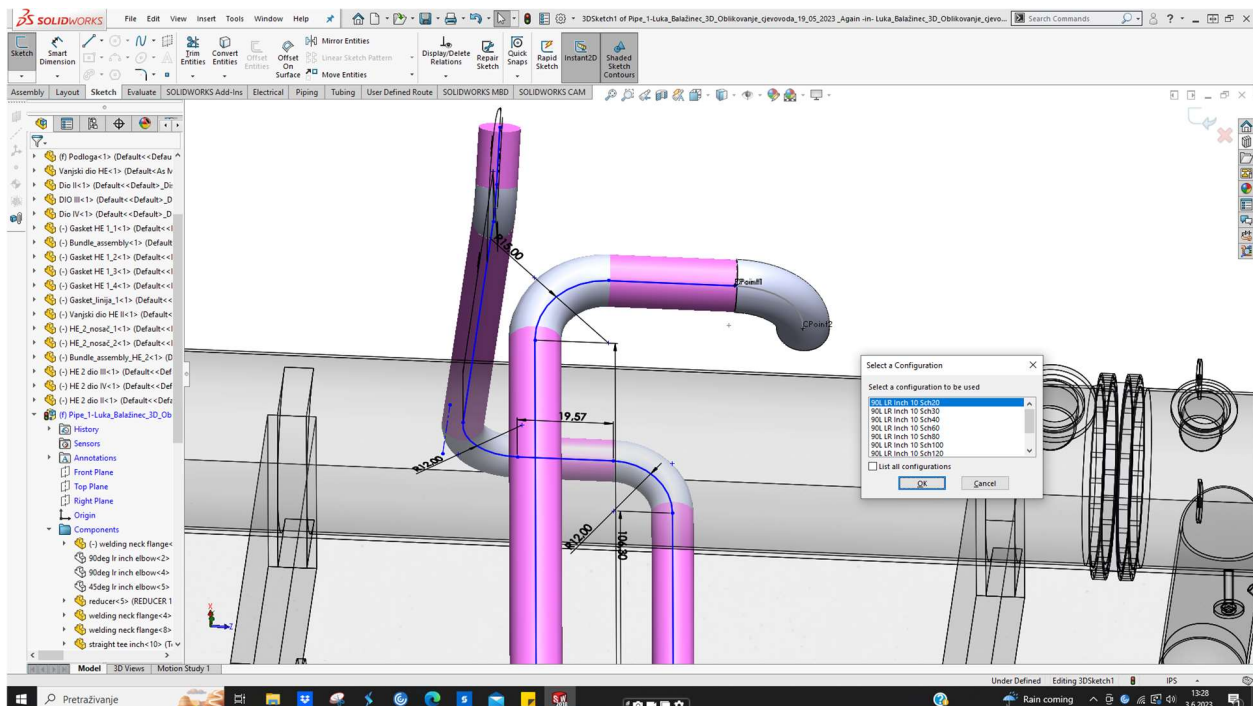 SOLIDWORKS File Edit View Insert Tools Window Help 3DSketch1 of Pipe_1-Luka_Balažinec_3D_Oblikovanje_cjevovoda_19_05_2023 _Again -in- Luka_Balažinec_3D_Oblikovanje_cjevo... Search Commands
Sketch Smart Dimension Trim Entities Convert Entities Offset Entities Offset On Surface Mirror Entities Linear Sketch Pattern Move Entities Display/Delete Relations Repair Sketch Quick Snaps Rapid Sketch Instant2D Shaded Sketch Contours
Assembly Layout Sketch Evaluate SOLIDWORKS Add-Ins Electrical Piping Tubing User Defined Route SOLIDWORKS MBD SOLIDWORKS CAM
(f) Podloga<1> (Default<<Defau
Vanjski dio HE<1> (Default<As M
Dio II<1> (Default<<Default>_Di
DIO III<1> (Default<<Default>_D
Dio IV<1> (Default<<Default>_D
(-) Gasket HE 1_1<1> (Default<<
(-) Bundle_assembly<1> (Default
(-) Gasket HE 1_2<1> (Default<<
(-) Gasket HE 1_3<1> (Default<<
(-) Gasket HE 1_4<1> (Default<<
(-) Gasket_linija_1<1> (Default<<
(-) Vanjski dio HE II<1> (Default<
(-) HE_2_nosač_1<1> (Default<<
(-) HE_2_nosač_2<1> (Default<<
(-) Bundle_assembly_HE_2<1> (D
(-) HE 2 dio III<1> (Default<<Def
(-) HE 2 dio IV<1> (Default<<Def
(-) HE 2 dio II<1> (Default<<Defa
(f) Pipe_1-Luka_Balažinec_3D_Ob
History
Sensors
Annotations
Front Plane
Top Plane
Right Plane
Origin
Components
(-) welding neck flange<
90deg lr inch elbow<2>
90deg lr inch elbow<4>
45deg lr inch elbow<5>
reducer<5> (REDUCER 1
welding neck flange<4>
welding neck flange<8>
straight tee inch<10> (T
R15,00
CPoint1
CPoint2
19,57
R12,00
R12,00
106,30
X
Z
Select a Configuration
Select a configuration to be used
90L LR Inch 10 Sch20
90L LR Inch 10 Sch30
90L LR Inch 10 Sch40
90L LR Inch 10 Sch60
90L LR Inch 10 Sch80
90L LR Inch 10 Sch100
90L LR Inch 10 Sch120
List all configurations
OK Cancel
Model 3D Views Motion Study 1
Under Defined Editing 3DSketch1 IPS
Pretraživanje Rain coming 13:28
3.6.2023.